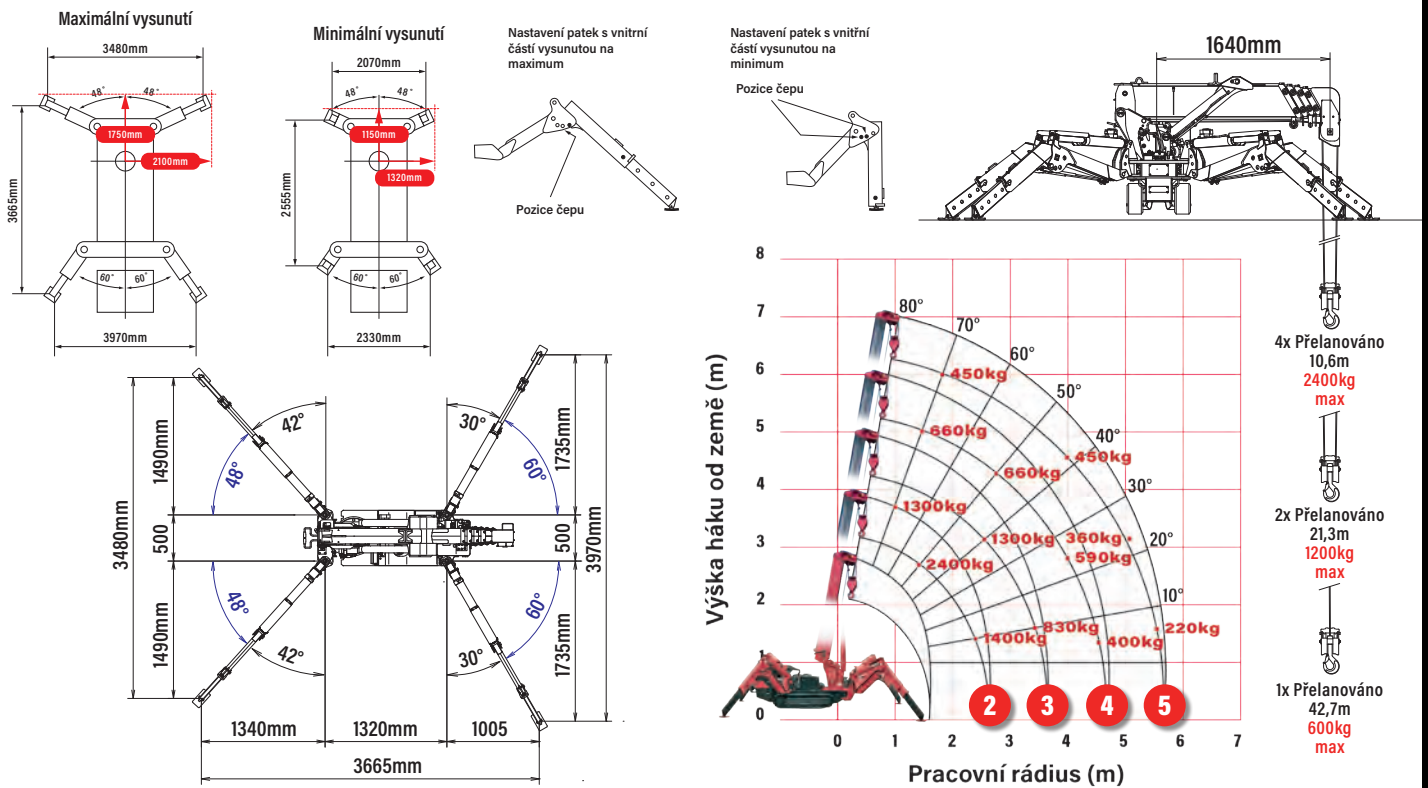 Maximální vysunutí
3480mm
48°
48°
1750mm
2100mm
3665mm
60°
60°
3970mm
Minimální vysunutí
2070mm
48°
48°
1150mm
1320mm
2555mm
60°
60°
2330mm
Nastavení patek s vnitrní
částí vysunutou na
maximum
Pozice čepu
Nastavení patek s vnitřní
částí vysunutou na
minimum
Pozice čepu
1640mm
3480mm
1490mm
500
1490mm
42°
48°
48°
42°
30°
60°
60°
30°
1735mm
500
1735mm
3970mm
1340mm
1320mm
1005
3665mm
Výška háku od země (m)
8
7
6
5
4
3
2
1
0
80°
70°
60°
50°
40°
30°
20°
10°
450kg
660kg
660kg
450kg
1300kg
1300kg
360kg
590kg
2400kg
1400kg
830kg
400kg
220kg
2
3
4
5
0
1
2
3
4
5
6
7
Pracovní rádius (m)
4x Přelanováno
10,6m
2400kg
max
2x Přelanováno
21,3m
1200kg
max
1x Přelanováno
42,7m
600kg
max